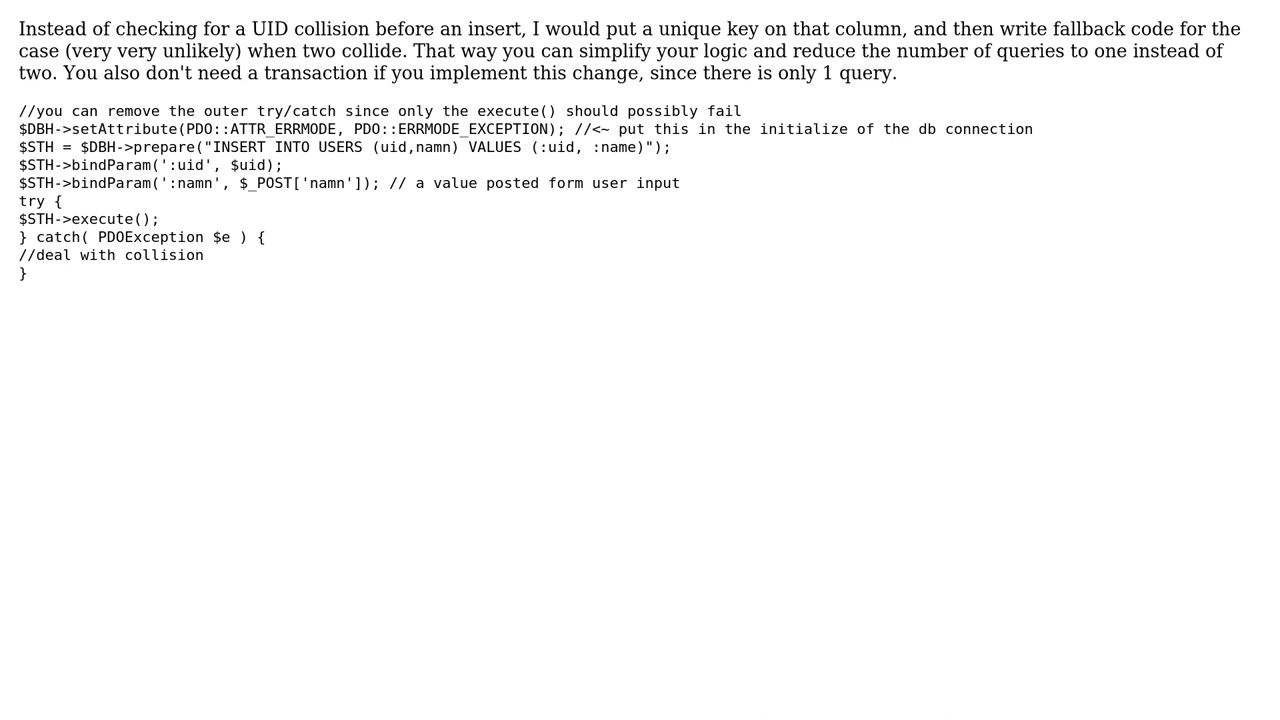 Instead of checking for a UID collision before an insert, I would put a unique key on that column, and then write fallback code for the
case (very very unlikely) when two collide. That way you can simplify your logic and reduce the number of queries to one instead of
two. You also don't need a transaction if you implement this change, since there is only 1 query.
//you can remove the outer try/catch since only the execute() should possibly fail
$DBH->setAttribute(PDO::ATTR_ERRMODE, PDO::ERRMODE_EXCEPTION); //<~ put this in the initialize of the db connection
$STH = $DBH->prepare("INSERT INTO USERS (uid,namn) VALUES (:uid, :name)");
$STH->bindParam(':uid', $uid);
$STH->bindParam(':namn', $_POST['namn']); // a value posted form user input
try {
$STH->execute();
} catch( PDOException $e ) {
//deal with collision
}